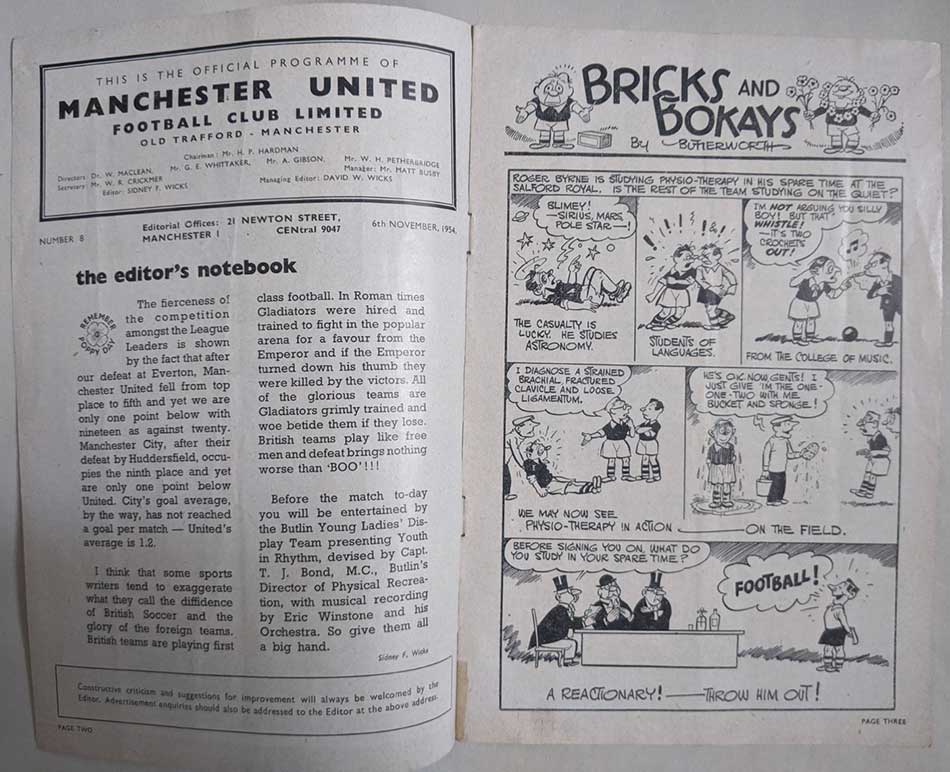 THIS IS THE OFFICIAL PROGRAMME OF
MANCHESTER UNITED
FOOTBALL CLUB LIMITED
OLD TRAFFORD - MANCHESTER
Chairman: Mr. H. P. HARDMAN
Directors: Dr. W. MACLEAN, Mr. G. E. WHITTAKER, Mr. A. GIBSON, Mr. W. H. PETHERBRIDGE
Secretary Mr. W. R. CRICKMER Manager: Mr. MATT BUSBY
Editor: SIDNEY F. WICKS Managing Editor: DAVID W. WICKS
NUMBER 8
Editorial Offices: 21 NEWTON STREET,
MANCHESTER 1 CENtral 9047
6th NOVEMBER, 1954.
the editor's notebook
REMEMBER
POPPY DAY
The fierceness of
the competition
amongst the League
Leaders is shown
by the fact that after
our defeat at Everton, Man-
chester United fell from top
place to fifth and yet we are
only one point below with
nineteen as against twenty.
Manchester City, after their
defeat by Huddersfield, occu-
pies the ninth place and yet
are only one point below
United. City's goal average,
by the way, has not reached
a goal per match — United's
average is 1.2.
I think that some sports
writers tend to exaggerate
what they call the diffidence
of British Soccer and the
glory of the foreign teams.
British teams are playing first
class football. In Roman times
Gladiators were hired and
trained to fight in the popular
arena for a favour from the
Emperor and if the Emperor
turned down his thumb they
were killed by the victors. All
of the glorious teams are
Gladiators grimly trained and
woe betide them if they lose.
British teams play like free
men and defeat brings nothing
worse than 'BOO'!!!
Before the match to-day
you will be entertained by
the Butlin Young Ladies' Dis-
play Team presenting Youth
in Rhythm, devised by Capt.
T. J. Bond, M.C., Butlin's
Director of Physical Recrea-
tion, with musical recording
by Eric Winstone and his
Orchestra. So give them all
a big hand.
Sidney F. Wicks
Constructive criticism and suggestions for improvement will always be welcomed by the
Editor. Advertisement enquiries should also be addressed to the Editor at the above address.
PAGE TWO
BRICKS AND
BOKAYS
By BUTTERWORTH
ROGER BYRNE IS STUDYING PHYSIO-THERAPY IN HIS SPARE TIME AT THE
SALFORD ROYAL. IS THE REST OF THE TEAM STUDYING ON THE QUIET?
BLIMEY!
—SIRIUS, MARS,
POLE STAR—!
THE CASUALTY IS
LUCKY. HE STUDIES
ASTRONOMY.
STUDENTS OF
LANGUAGES.
I'M NOT ARGUING YOU SILLY
BOY! BUT THAT
WHISTLE!
—IT'S TWO
CROCHETS
OUT!
FROM THE COLLEGE OF MUSIC.
I DIAGNOSE A STRAINED
BRACHIAL, FRACTURED
CLAVICLE AND LOOSE
LIGAMENTUM.
HE'S O.K. NOW, GENTS! I
JUST GIVE 'IM THE ONE-
ONE-TWO WITH ME
BUCKET AND SPONGE!
WE MAY NOW SEE
PHYSIO-THERAPY IN ACTION — ON THE FIELD.
BEFORE SIGNING YOU ON, WHAT DO
YOU STUDY IN YOUR SPARE TIME?
FOOTBALL!
A REACTIONARY! — THROW HIM OUT!
PAGE THREE